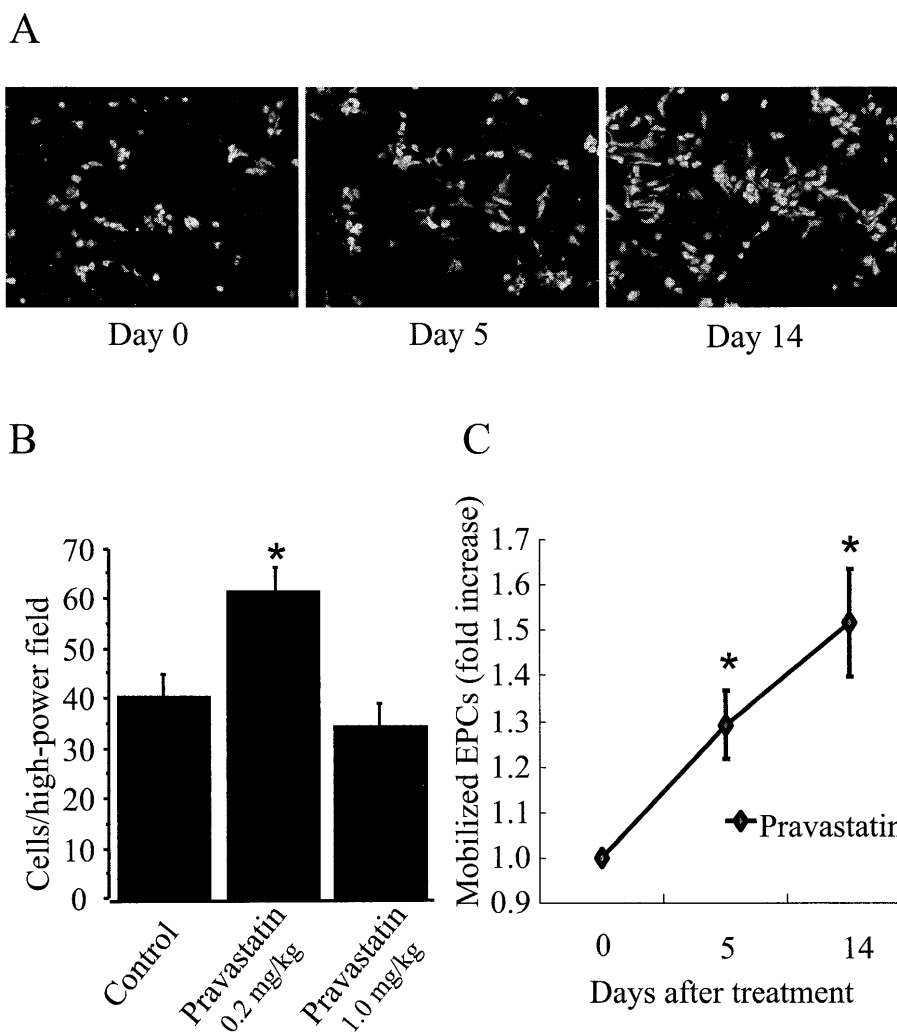 A
Day 0
Day 5
Day 14
B
Cells/high-power field
70
60
50
40
30
20
10
0
*
Control
Pravastatin
0.2 mg/kg
Pravastatin
1.0 mg/kg
C
Mobilized EPCs (fold increase)
1.7
1.6
1.5
1.4
1.3
1.2
1.1
1.0
0.9
*
*
Pravastatin
0
5
14
Days after treatment